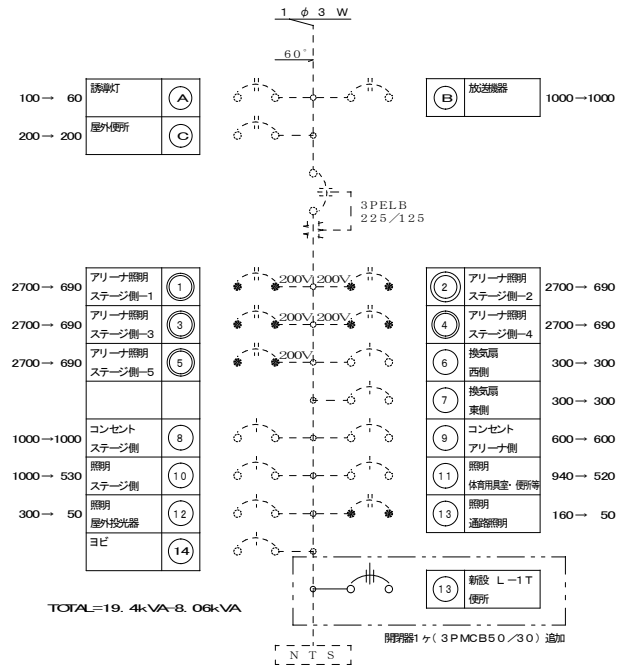 1φ3W
60°
100→ 60 誘導灯 A
B 放送機器 1000→1000
200→ 200 屋外便所 C
3PELB
225/125
2700→ 690 アリーナ照明 ステージ側-1 1 200V 200V 2 アリーナ照明 ステージ側-2 2700→ 690
2700→ 690 アリーナ照明 ステージ側-3 3 200V 200V 4 アリーナ照明 ステージ側-4 2700→ 690
2700→ 690 アリーナ照明 ステージ側-5 5 200V 6 換気扇 西側 300→ 300
7 換気扇 東側 300→ 300
1000→1000 コンセント ステージ側 8 9 コンセント アリーナ側 600→ 600
1000→ 530 照明 ステージ側 10 11 照明 体育用具室・便所等 940→ 520
300→ 50 照明 屋外投光器 12 13 照明 通路照明 160→ 50
ヨビ 14
13 新設 L-1T 便所
TOTAL=19.4kVA→8.06kVA
開閉器1ヶ(3PMCB50/30)追加
NTS